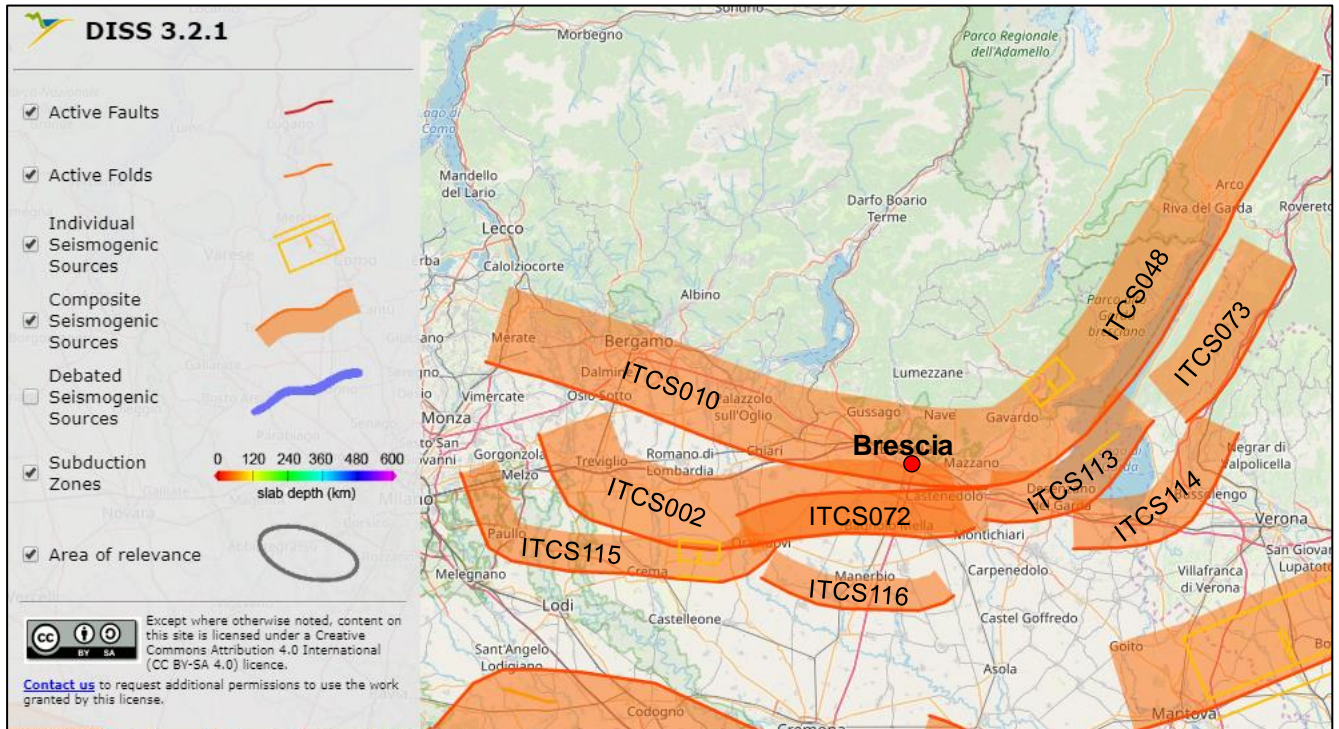 DISS 3.2.1
Active Faults
Active Folds
Individual
Seismogenic
Sources
Composite
Seismogenic
Sources
Debated
Seismogenic
Sources
Subduction
Zones
0 120 240 360 480 600
slab depth (km)
Area of relevance
CC BY SA
Except where otherwise noted, content on
this site is licensed under a Creative
Commons Attribution 4.0 International
(CC BY-SA 4.0) licence.
Contact us to request additional permissions to use the work
granted by this license.
Sondrio
Morbegno
Parco Regionale
dell'Adamello
Mandello
del Lario
Darfo Boario
Terme
Arco
Riva del Garda
Rovereto
Lecco
Calolziocorte
Albino
ITCS048
ITCS073
Merate
Bergamo
ITCS010
Dalmine
Osio Sotto
Palazzolo
sull'Oglio
Lumezzane
Gussago
Nave
Gavardo
Vimercate
Monza
Brescia
Gorgonzola
Melzo
Treviglio
Romano di
Lombardia
Chiari
Mazzano
Negrar di
Valpolicella
ITCS002
Castenedolo
ITCS072
ITCS113
ITCS114
Bussolengo
Verona
Paullo
ITCS115
Montichiari
Melegnano
Crema
Manerbio
ITCS116
Carpenedolo
Villafranca
di Verona
San Giovanni
Lupatoto
Lodi
Castelleone
Castel Goffredo
Sant'Angelo
Lodigiano
Asola
Goito
Codogno
Cremona
Mantova